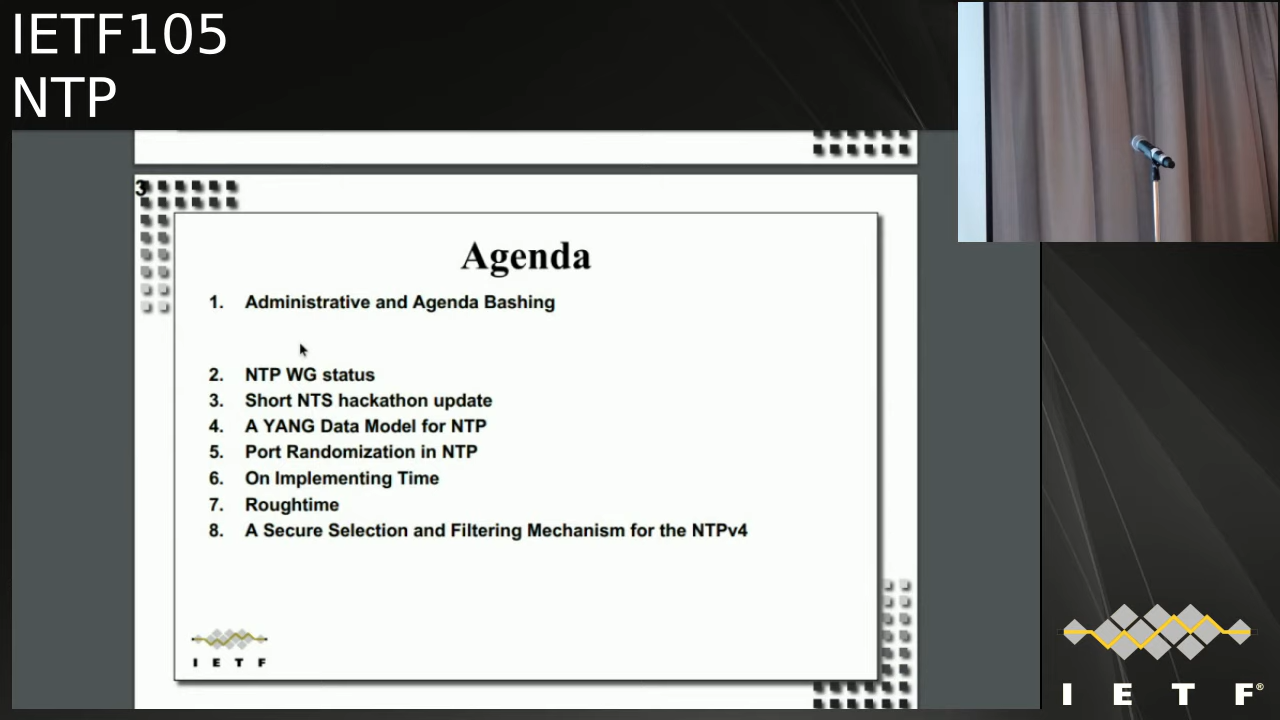 IETF105
NTP
3
Agenda
1. Administrative and Agenda Bashing
2. NTP WG status
3. Short NTS hackathon update
4. A YANG Data Model for NTP
5. Port Randomization in NTP
6. On Implementing Time
7. Roughtime
8. A Secure Selection and Filtering Mechanism for the NTPv4
I E T F
I E T F®